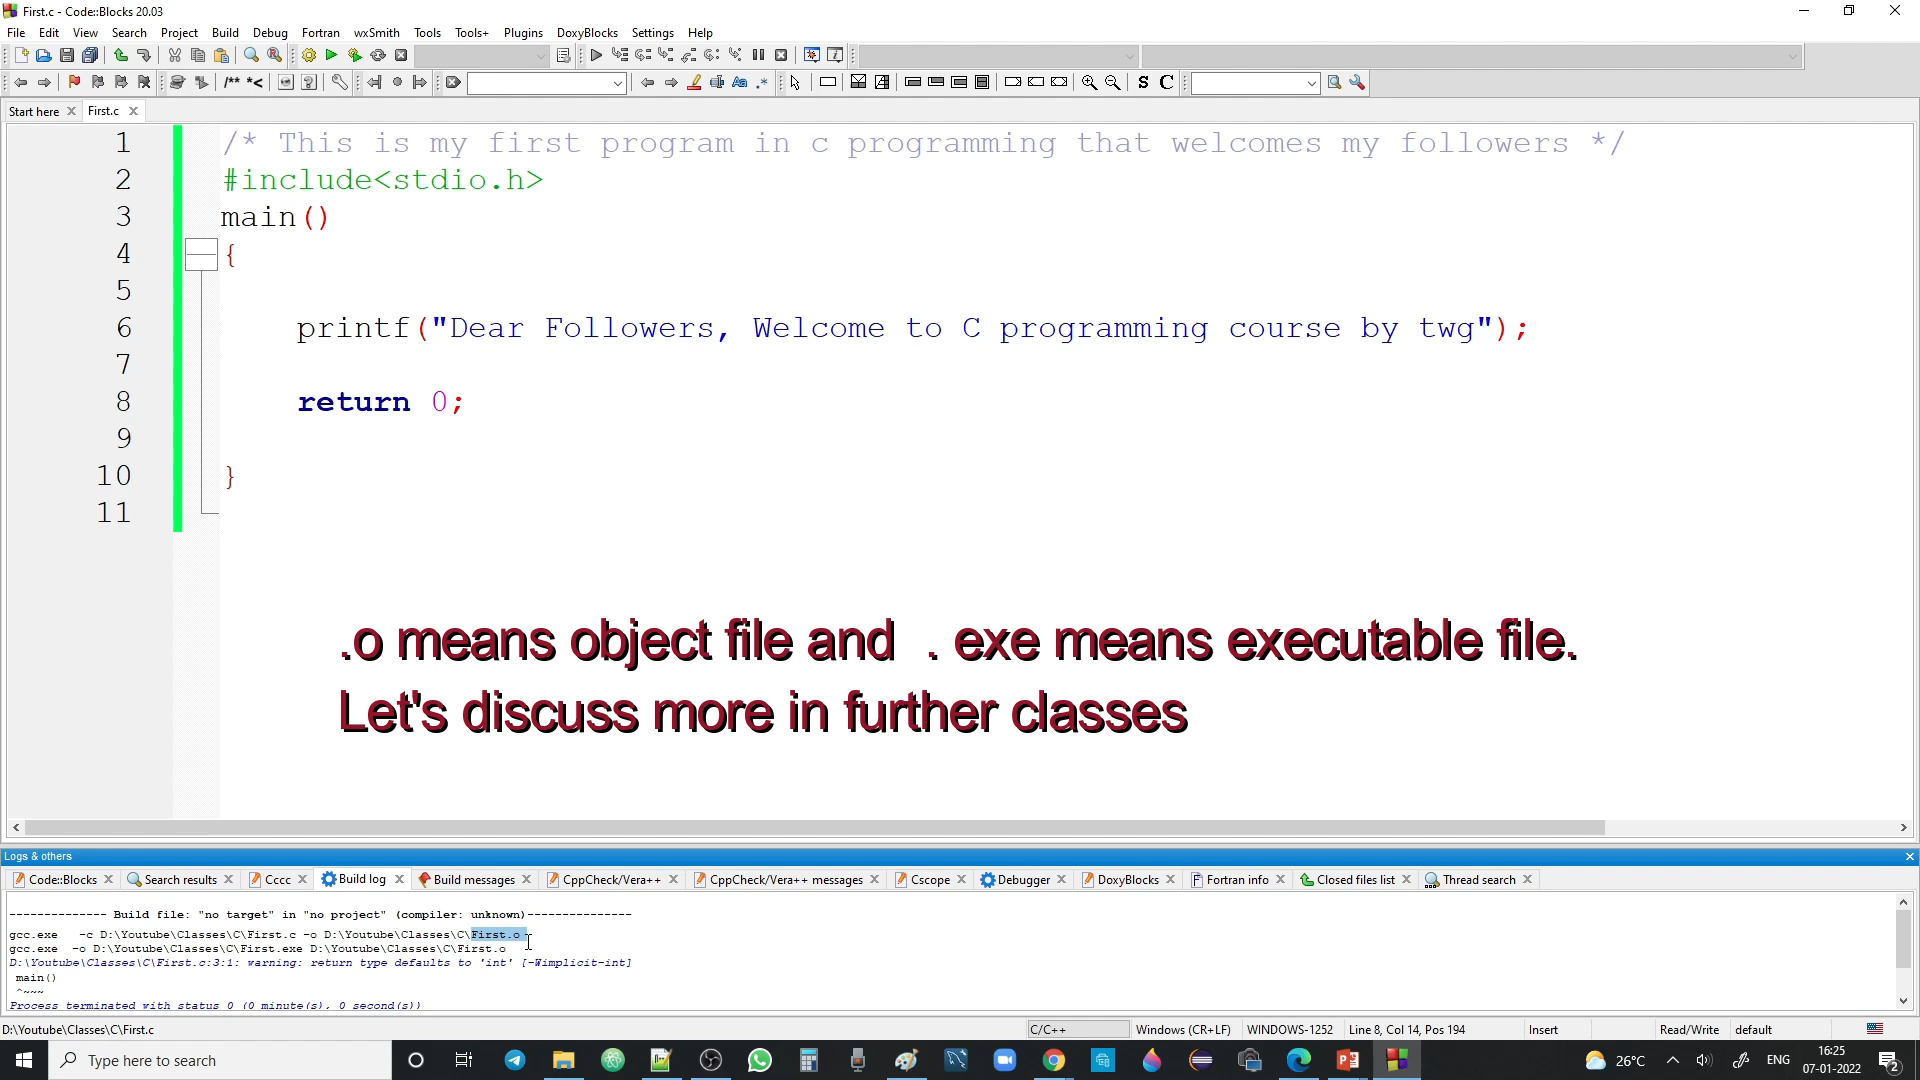 First.c - Code::Blocks 20.03
File Edit View Search Project Build Debug Fortran wxSmith Tools Tools+ Plugins DoxyBlocks Settings Help
/** *< Aa .* S C
Start here First.c
1 /* This is my first program in c programming that welcomes my followers */
2 #include<stdio.h>
3 main()
4 {
5
6 printf("Dear Followers, Welcome to C programming course by twg");
7
8 return 0;
9
10 }
11
.o means object file and . exe means executable file.
Let's discuss more in further classes
Logs & others
Code::Blocks Search results Cccc Build log Build messages CppCheck/Vera++ CppCheck/Vera++ messages Cscope Debugger DoxyBlocks Fortran info Closed files list Thread search
-------------- Build file: "no target" in "no project" (compiler: unknown)---------------
gcc.exe -c D:\Youtube\Classes\C\First.c -o D:\Youtube\Classes\C\First.o
gcc.exe -o D:\Youtube\Classes\C\First.exe D:\Youtube\Classes\C\First.o
D:\Youtube\Classes\C\First.c:3:1: warning: return type defaults to 'int' [-Wimplicit-int]
main()
^~~~
Process terminated with status 0 (0 minute(s), 0 second(s))
D:\Youtube\Classes\C\First.c C/C++ Windows (CR+LF) WINDOWS-1252 Line 8, Col 14, Pos 194 Insert Read/Write default
Type here to search 26°C ENG 16:25
07-01-2022 2